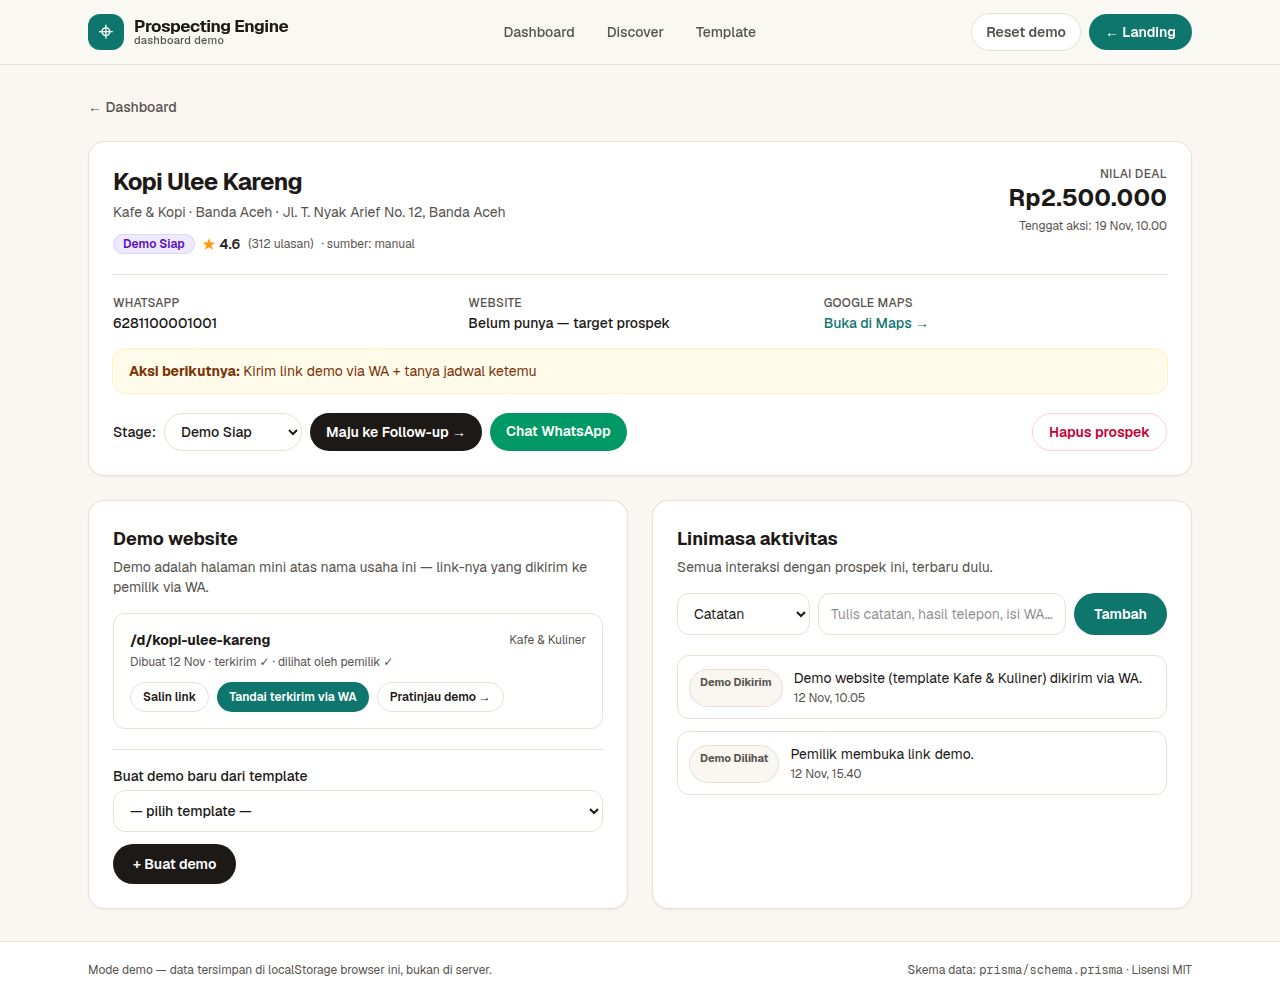 Prospecting Engine
dashboard demo
Dashboard
Discover
Template
Reset demo
← Landing
← Dashboard
Kopi Ulee Kareng
Kafe & Kopi · Banda Aceh · Jl. T. Nyak Arief No. 12, Banda Aceh
Demo Siap ★ 4.6 (312 ulasan) · sumber: manual
NILAI DEAL
Rp2.500.000
Tenggat aksi: 19 Nov, 10.00
WHATSAPP
6281100001001
WEBSITE
Belum punya — target prospek
GOOGLE MAPS
Buka di Maps →
Aksi berikutnya: Kirim link demo via WA + tanya jadwal ketemu
Stage: Demo Siap
Maju ke Follow-up →
Chat WhatsApp
Hapus prospek
Demo website
Demo adalah halaman mini atas nama usaha ini — link-nya yang dikirim ke
pemilik via WA.
/d/kopi-ulee-kareng
Kafe & Kuliner
Dibuat 12 Nov · terkirim ✓ · dilihat oleh pemilik ✓
Salin link
Tandai terkirim via WA
Pratinjau demo →
Buat demo baru dari template
— pilih template —
+ Buat demo
Linimasa aktivitas
Semua interaksi dengan prospek ini, terbaru dulu.
Catatan
Tulis catatan, hasil telepon, isi WA…
Tambah
Demo Dikirim
Demo website (template Kafe & Kuliner) dikirim via WA.
12 Nov, 10.05
Demo Dilihat
Pemilik membuka link demo.
12 Nov, 15.40
Mode demo — data tersimpan di localStorage browser ini, bukan di server.
Skema data: prisma/schema.prisma · Lisensi MIT